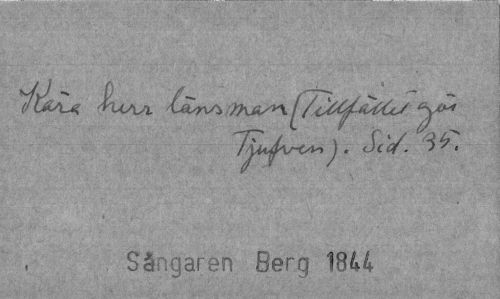 Kära herr länsman (Tillfället gör
Tjufven). Sid. 35.
Sångaren Berg 1844